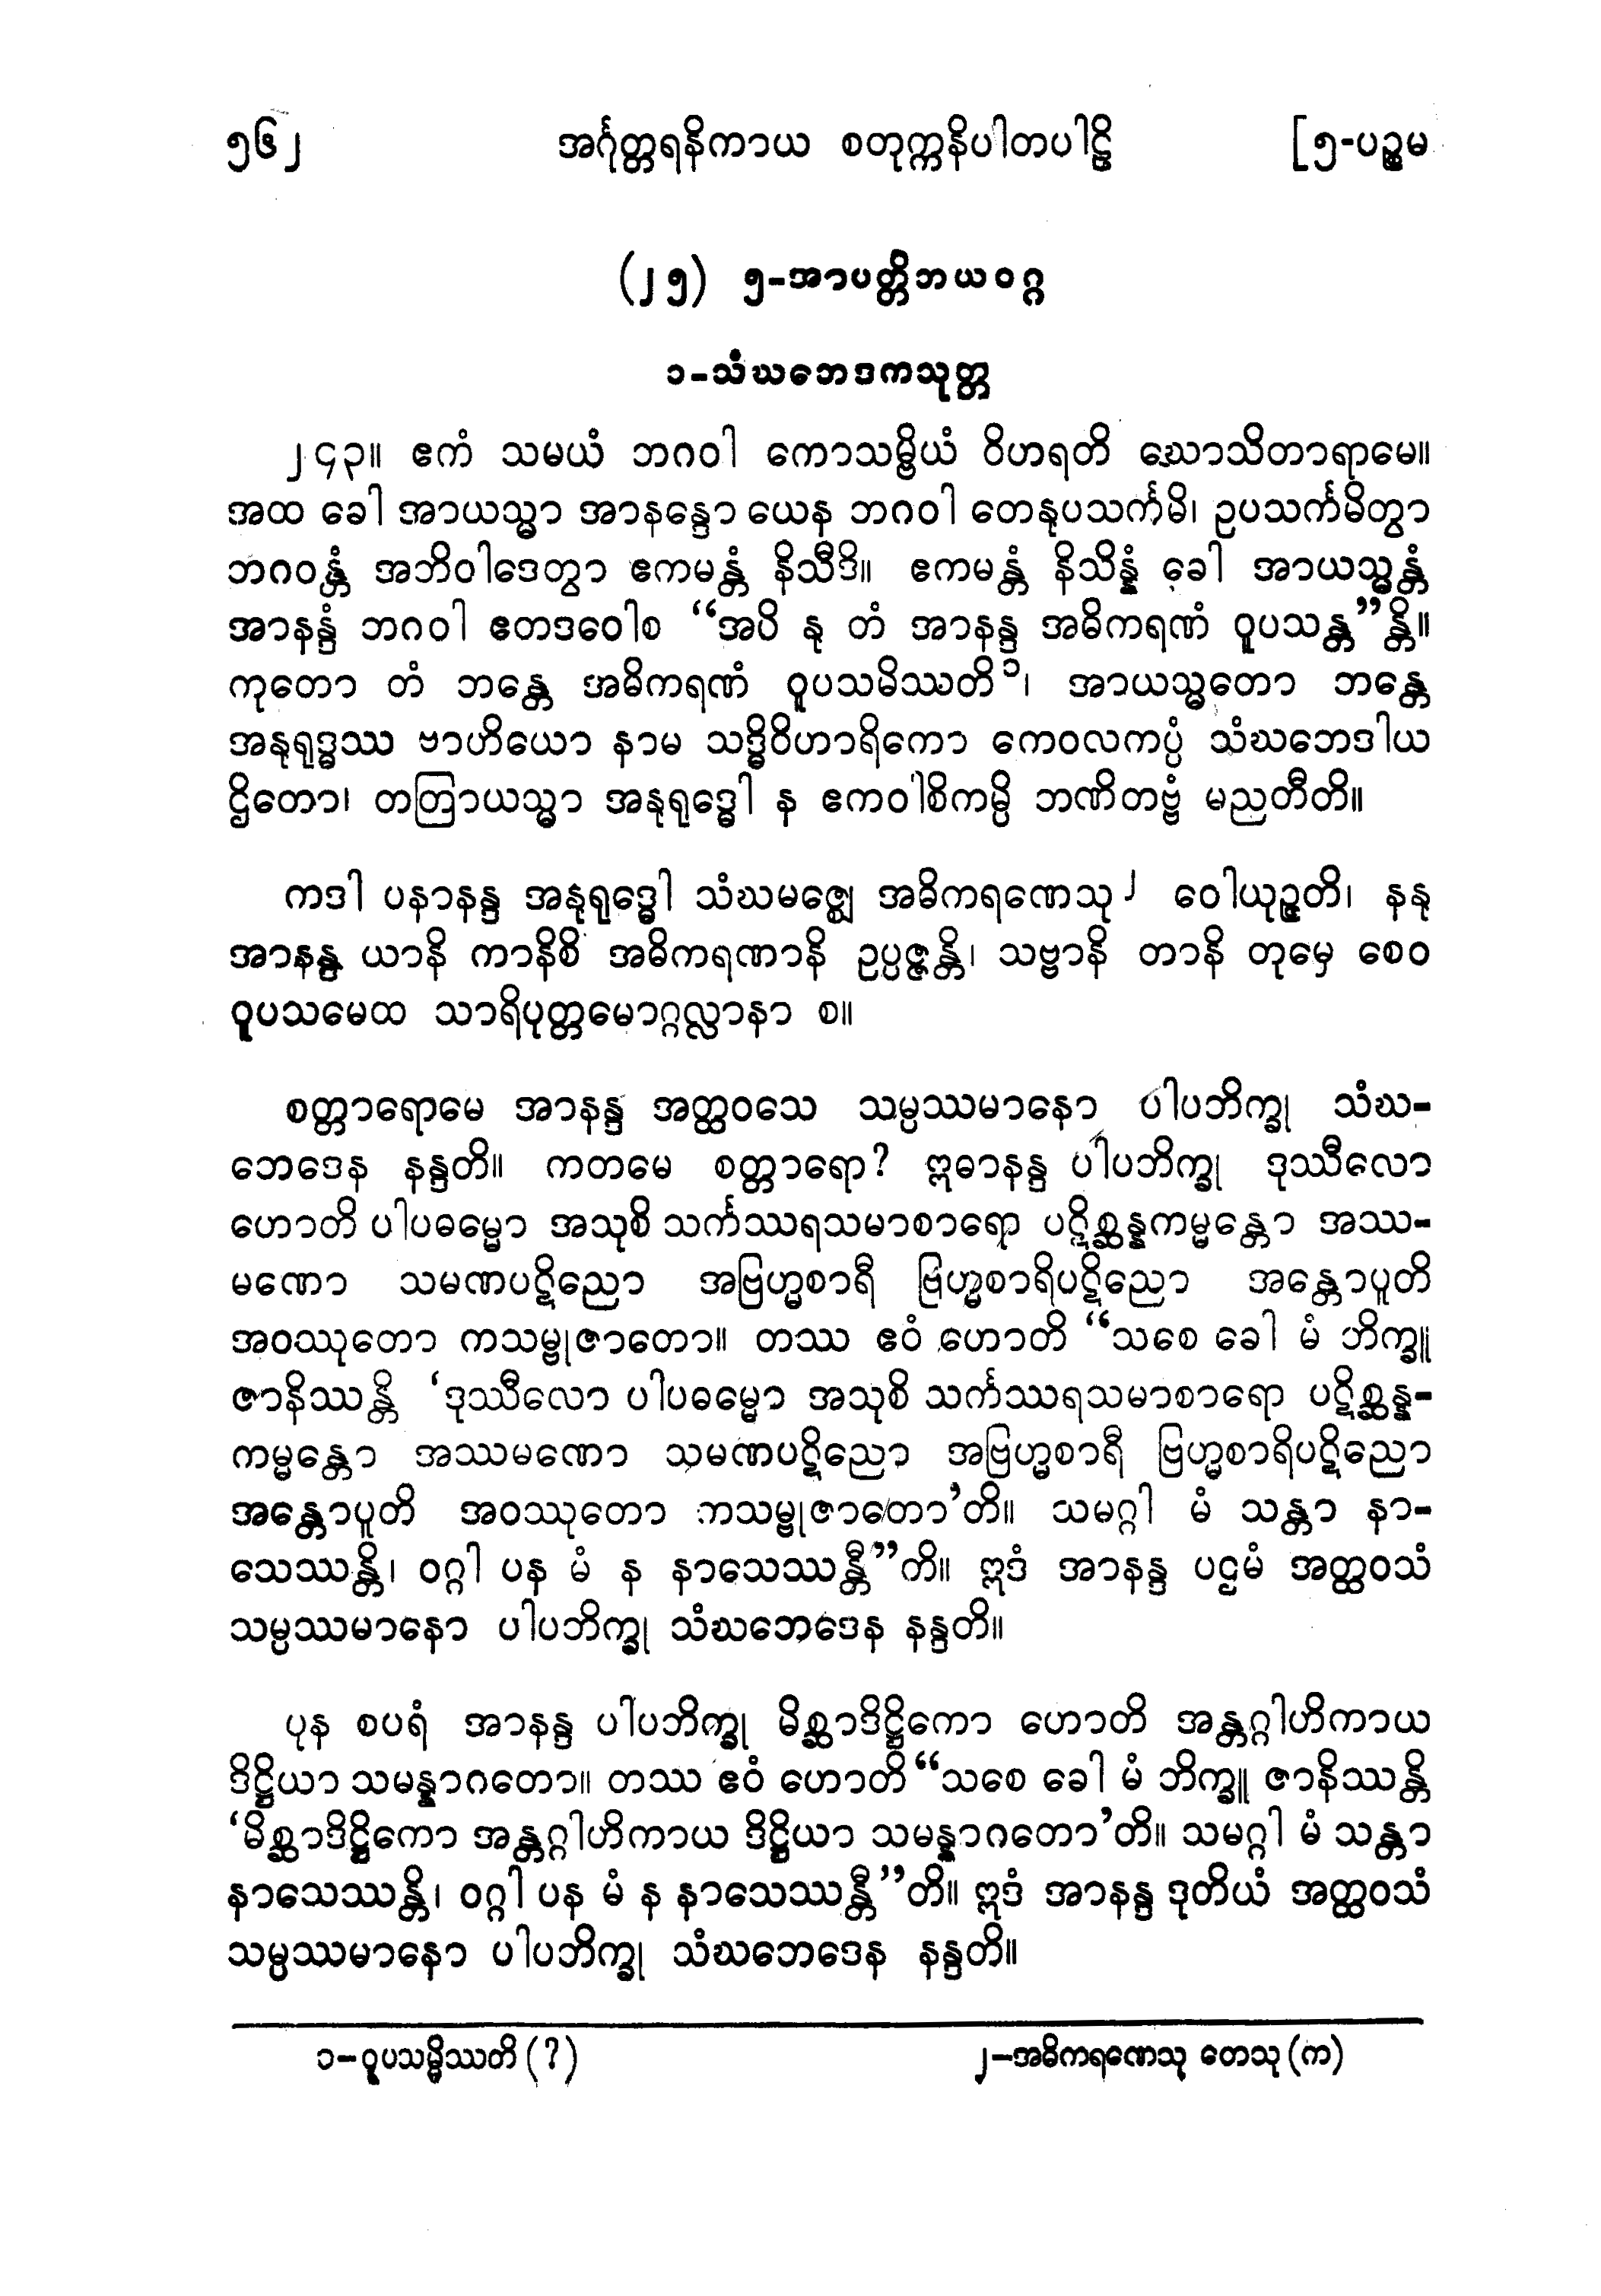 ၅၆၂ အင်္ဂုတ္တရနိကာယ စတုက္ကနိပါတပါဠိ [၅-ပဉ္စမ
(၂၅) ၅-အာပတ္တိဘယဝဂ္ဂ
၁-သံဃဘေဒကသုတ္တ
၂၄၃။ ဧကံ သမယံ ဘဂဝါ ကောသမ္ဗိယံ ဝိဟရတိ ဃောသိတာရာမေ။
အထ ခေါ အာယသ္မာ အာနန္ဒော ယေန ဘဂဝါ တေနုပသင်္ကမိ၊ ဥပသင်္ကမိတွာ
ဘဂဝန္တံ အဘိဝါဒေတွာ ဧကမန္တံ နိသီဒိ။ ဧကမန္တံ နိသိန္နံ ခေါ အာယသ္မန္တံ
အာနန္ဒံ ဘဂဝါ ဧတဒဝေါစ “အပိ နု တံ အာနန္ဒ အဓိကရဏံ ဝူပသန္တ”န္တိ။
ကုတော တံ ဘန္တေ အဓိကရဏံ ဝူပသမိဿတိ၁၊ အာယသ္မတော ဘန္တေ
အနုရုဒ္ဓဿ ဗာဟိယော နာမ သဒ္ဓိဝိဟာရိကော ကေဝလကပ္ပံ သံဃဘေဒါယ
ဌိတော၊ တတြာယသ္မာ အနုရုဒ္ဓေါ န ဧကဝါစိကမ္ပိ ဘဏိတဗ္ဗံ မညတီတိ။
ကဒါ ပနာနန္ဒ အနုရုဒ္ဓေါ သံဃမဇ္ဈေ အဓိကရဏေသု၂ ဝေါယုဉ္ဇတိ၊ နနု
အာနန္ဒ ယာနိ ကာနိစိ အဓိကရဏာနိ ဥပ္ပဇ္ဇန္တိ၊ သဗ္ဗာနိ တာနိ တုမှေ စေဝ
ဝူပသမေထ သာရိပုတ္တမောဂ္ဂလ္လာနာ စ။
စတ္တာရောမေ အာနန္ဒ အတ္ထဝသေ သမ္ပဿမာနော ပါပဘိက္ခု သံဃ-
ဘေဒေန နန္ဒတိ။ ကတမေ စတ္တာရော? ဣဓာနန္ဒ ပါပဘိက္ခု ဒုဿီလော
ဟောတိ ပါပဓမ္မော အသုစိ သင်္ကဿရသမာစာရော ပဋိစ္ဆန္နကမ္မန္တော အဿ-
မဏော သမဏပဋိညော အဗြဟ္မစာရီ ဗြဟ္မစာရိပဋိညော အန္တောပူတိ
အဝဿုတော ကသမ္ဗုဇာတော။ တဿ ဧဝံ ဟောတိ “သစေ ခေါ မံ ဘိက္ခူ
ဇာနိဿန္တိ ‘ဒုဿီလော ပါပဓမ္မော အသုစိ သင်္ကဿရသမာစာရော ပဋိစ္ဆန္န-
ကမ္မန္တော အဿမဏော သမဏပဋိညော အဗြဟ္မစာရီ ဗြဟ္မစာရိပဋိညော
အန္တောပူတိ အဝဿုတော ကသမ္ဗုဇာတော’တိ။ သမဂ္ဂါ မံ သန္တာ နာ-
သေဿန္တိ၊ ဝဂ္ဂါ ပန မံ န နာသေဿန္တီ”ကိ။ ဣဒံ အာနန္ဒ ပဌမံ အတ္ထဝသံ
သမ္ပဿမာနော ပါပဘိက္ခု သံဃဘေဒေန နန္ဒတိ။
ပုန စပရံ အာနန္ဒ ပါပဘိက္ခု မိစ္ဆာဒိဋ္ဌိကော ဟောတိ အန္တဂ္ဂါဟိကာယ
ဒိဋ္ဌိယာ သမန္နာဂတော။ တဿ ဧဝံ ဟောတိ “သစေ ခေါ မံ ဘိက္ခူ ဇာနိဿန္တိ
‘မိစ္ဆာဒိဋ္ဌိကော အန္တဂ္ဂါဟိကာယ ဒိဋ္ဌိယာ သမန္နာဂတော’တိ။ သမဂ္ဂါ မံ သန္တာ
နာသေဿန္တိ၊ ဝဂ္ဂါ ပန မံ န နာသေဿန္တီ”တိ။ ဣဒံ အာနန္ဒ ဒုတိယံ အတ္ထဝသံ
သမ္ပဿမာနော ပါပဘိက္ခု သံဃဘေဒေန နန္ဒတိ။
၁-ဝူပသမ္မိဿတိ (?) ၂-အဓိကရဏေသု တေသု (က)